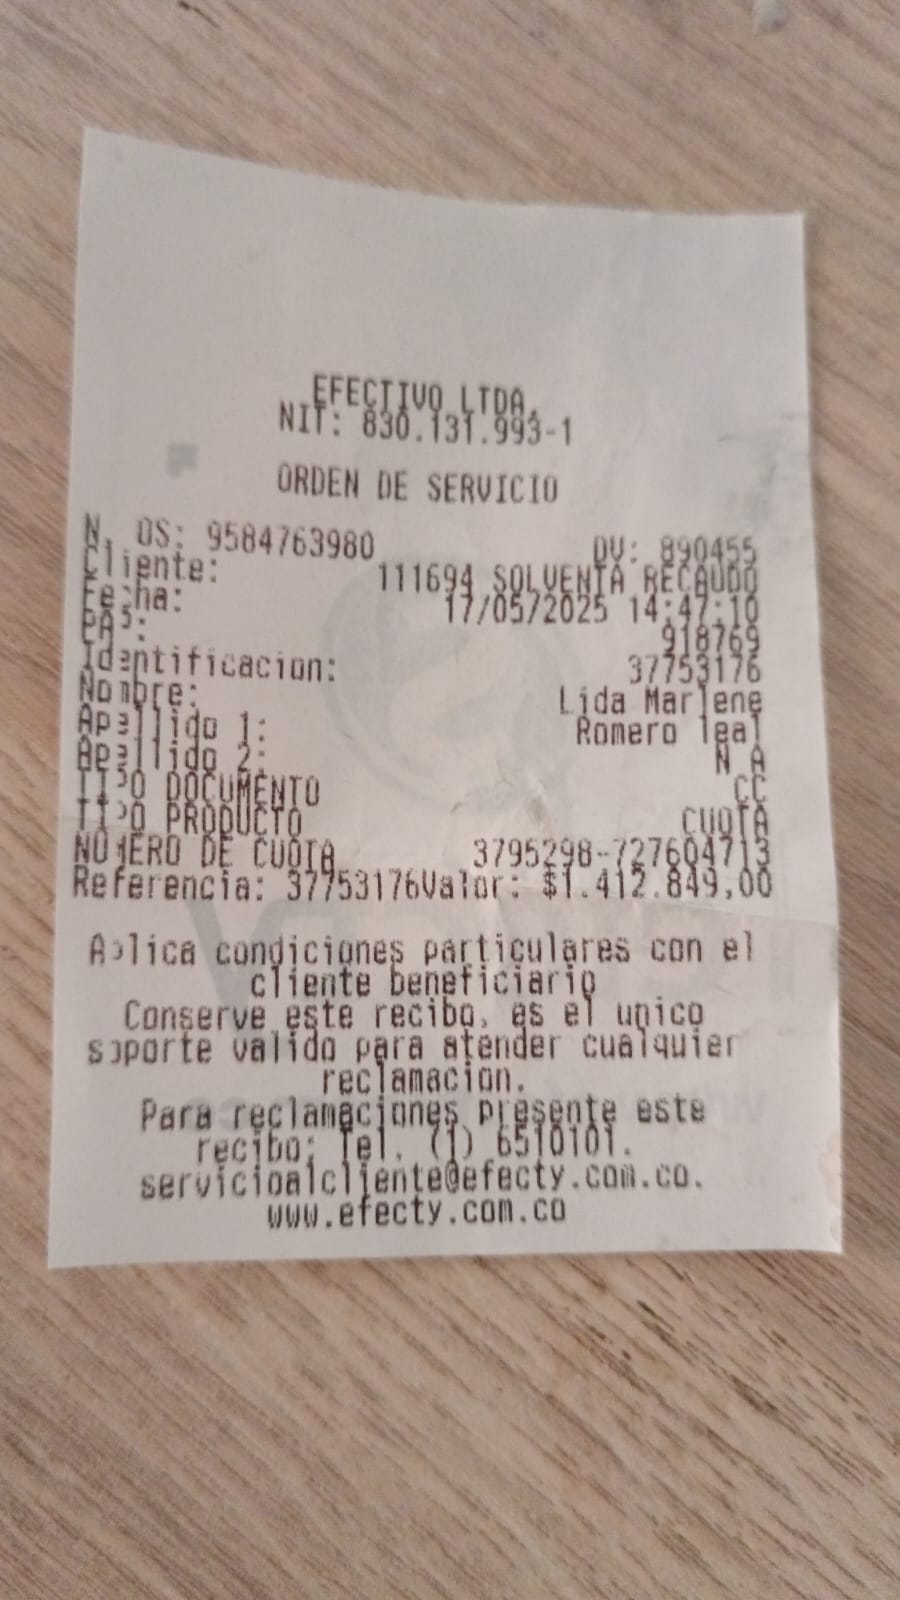 EFECTIVO LTDA.
NIT: 830.131.993-1
ORDEN DE SERVICIO
N. OS: 9584763980 DV: 890455
Cliente: 111694 SOLVENTA RECAUDO
Fecha: 17/05/2025 14:47:10
PAP: 918769
Identificacion: 37753176
Nombre: Lida Marlene
Apellido 1: Romero leal
Apellido 2: N A
TIPO DOCUMENTO CC
TIPO PRODUCTO CUOTA
NUMERO DE CUOTA 3795298-727604713
Referencia: 37753176Valor: $1.412.849,00
Aplica condiciones particulares con el
cliente beneficiario
Conserve este recibo, es el unico
soporte valido para atender cualquier
reclamacion.
Para reclamaciones presente este
recibo: Tel. (1) 6510101.
servicioalcliente@efecty.com.co.
www.efecty.com.co